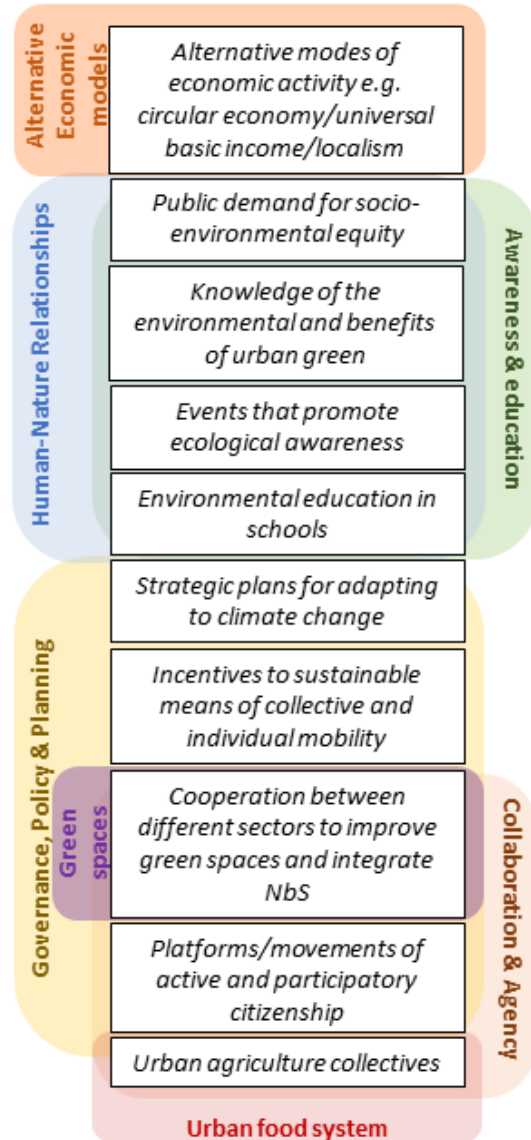 Alternative
Economic
models
Alternative modes of
economic activity e.g.
circular economy/universal
basic income/localism
Human-Nature Relationships
Awareness & education
Public demand for socio-
environmental equity
Knowledge of the
environmental and benefits
of urban green
Events that promote
ecological awareness
Environmental education in
schools
Governance, Policy & Planning
Strategic plans for adapting
to climate change
Incentives to sustainable
means of collective and
individual mobility
Green
spaces
Collaboration & Agency
Cooperation between
different sectors to improve
green spaces and integrate
NbS
Platforms/movements of
active and participatory
citizenship
Urban agriculture collectives
Urban food system